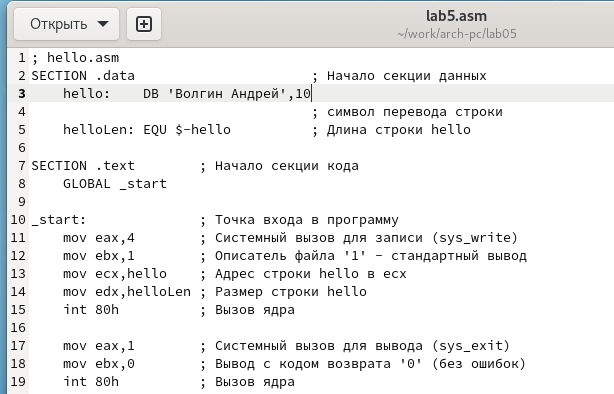 Открыть
lab5.asm
~/work/arch-pc/lab05
1 ; hello.asm
2 SECTION .data                      ; Начало секции данных
3     hello:    DB 'Волгин Андрей',10
4                                    ; символ перевода строки
5     helloLen: EQU $-hello          ; Длина строки hello
6
7 SECTION .text        ; Начало секции кода
8     GLOBAL _start
9
10 _start:              ; Точка входа в программу
11     mov eax,4        ; Системный вызов для записи (sys_write)
12     mov ebx,1        ; Описатель файла '1' - стандартный вывод
13     mov ecx,hello    ; Адрес строки hello в ecx
14     mov edx,helloLen ; Размер строки hello
15     int 80h          ; Вызов ядра
16
17     mov eax,1        ; Системный вызов для вывода (sys_exit)
18     mov ebx,0        ; Вывод с кодом возврата '0' (без ошибок)
19     int 80h          ; Вызов ядра